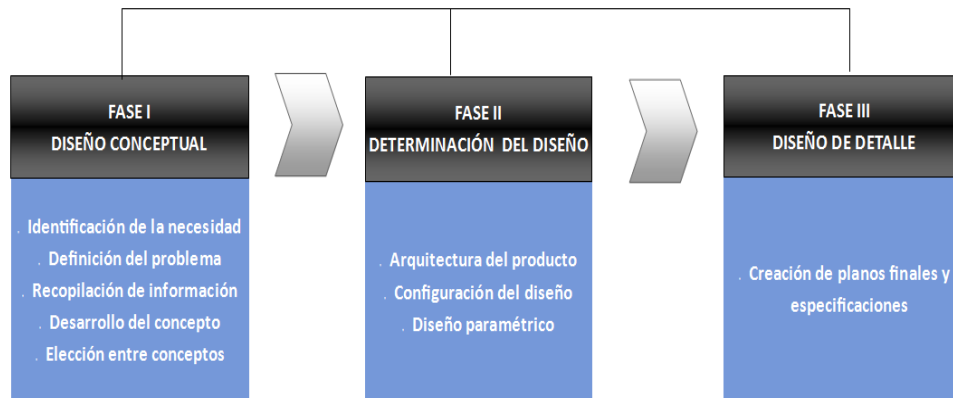 FASE I
DISEÑO CONCEPTUAL
. Identificación de la necesidad
. Definición del problema
. Recopilación de información
. Desarrollo del concepto
. Elección entre conceptos
FASE II
DETERMINACIÓN DEL DISEÑO
. Arquitectura del producto
. Configuración del diseño
. Diseño paramétrico
FASE III
DISEÑO DE DETALLE
. Creación de planos finales y
especificaciones